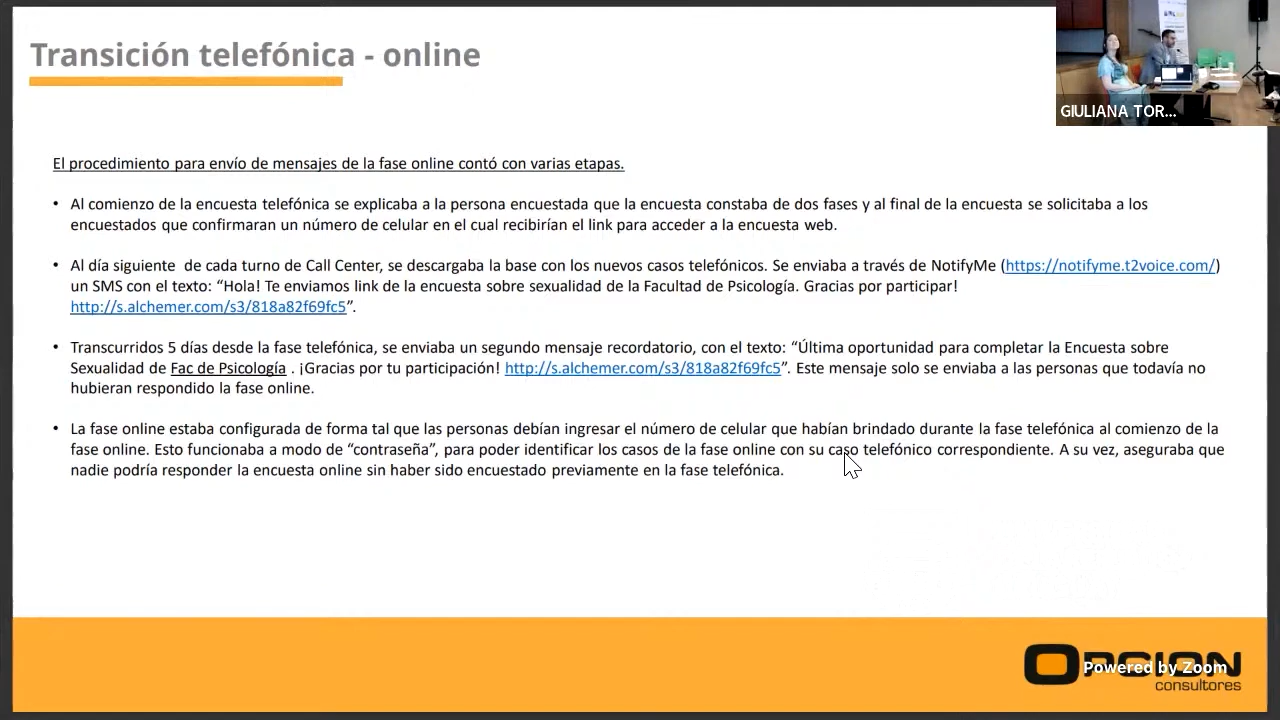 Transición telefónica - online
GIULIANA TOR...
El procedimiento para envío de mensajes de la fase online contó con varias etapas.
• Al comienzo de la encuesta telefónica se explicaba a la persona encuestada que la encuesta constaba de dos fases y al final de la encuesta se solicitaba a los
encuestados que confirmaran un número de celular en el cual recibirían el link para acceder a la encuesta web.
• Al día siguiente  de cada turno de Call Center, se descargaba la base con los nuevos casos telefónicos. Se enviaba a través de NotifyMe (https://notifyme.t2voice.com/)
un SMS con el texto: “Hola! Te enviamos link de la encuesta sobre sexualidad de la Facultad de Psicología. Gracias por participar!
http://s.alchemer.com/s3/818a82f69fc5”.
• Transcurridos 5 días desde la fase telefónica, se enviaba un segundo mensaje recordatorio, con el texto: “Última oportunidad para completar la Encuesta sobre
Sexualidad de Fac de Psicología . ¡Gracias por tu participación! http://s.alchemer.com/s3/818a82f69fc5”. Este mensaje solo se enviaba a las personas que todavía no
hubieran respondido la fase online.
• La fase online estaba configurada de forma tal que las personas debían ingresar el número de celular que habían brindado durante la fase telefónica al comienzo de la
fase online. Esto funcionaba a modo de “contraseña”, para poder identificar los casos de la fase online con su caso telefónico correspondiente. A su vez, aseguraba que
nadie podría responder la encuesta online sin haber sido encuestado previamente en la fase telefónica.
OPCION
Powered by Zoom
consultores